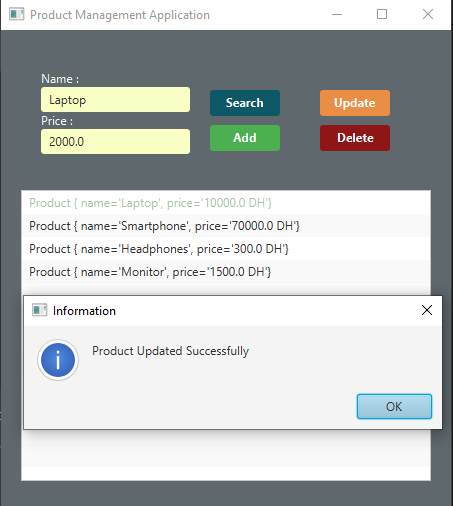 Product Management Application
Name :
Laptop
Search
Update
Price :
2000.0
Add
Delete
Product { name='Laptop', price='10000.0 DH'}
Product { name='Smartphone', price='70000.0 DH'}
Product { name='Headphones', price='300.0 DH'}
Product { name='Monitor', price='1500.0 DH'}
Information
Product Updated Successfully
OK